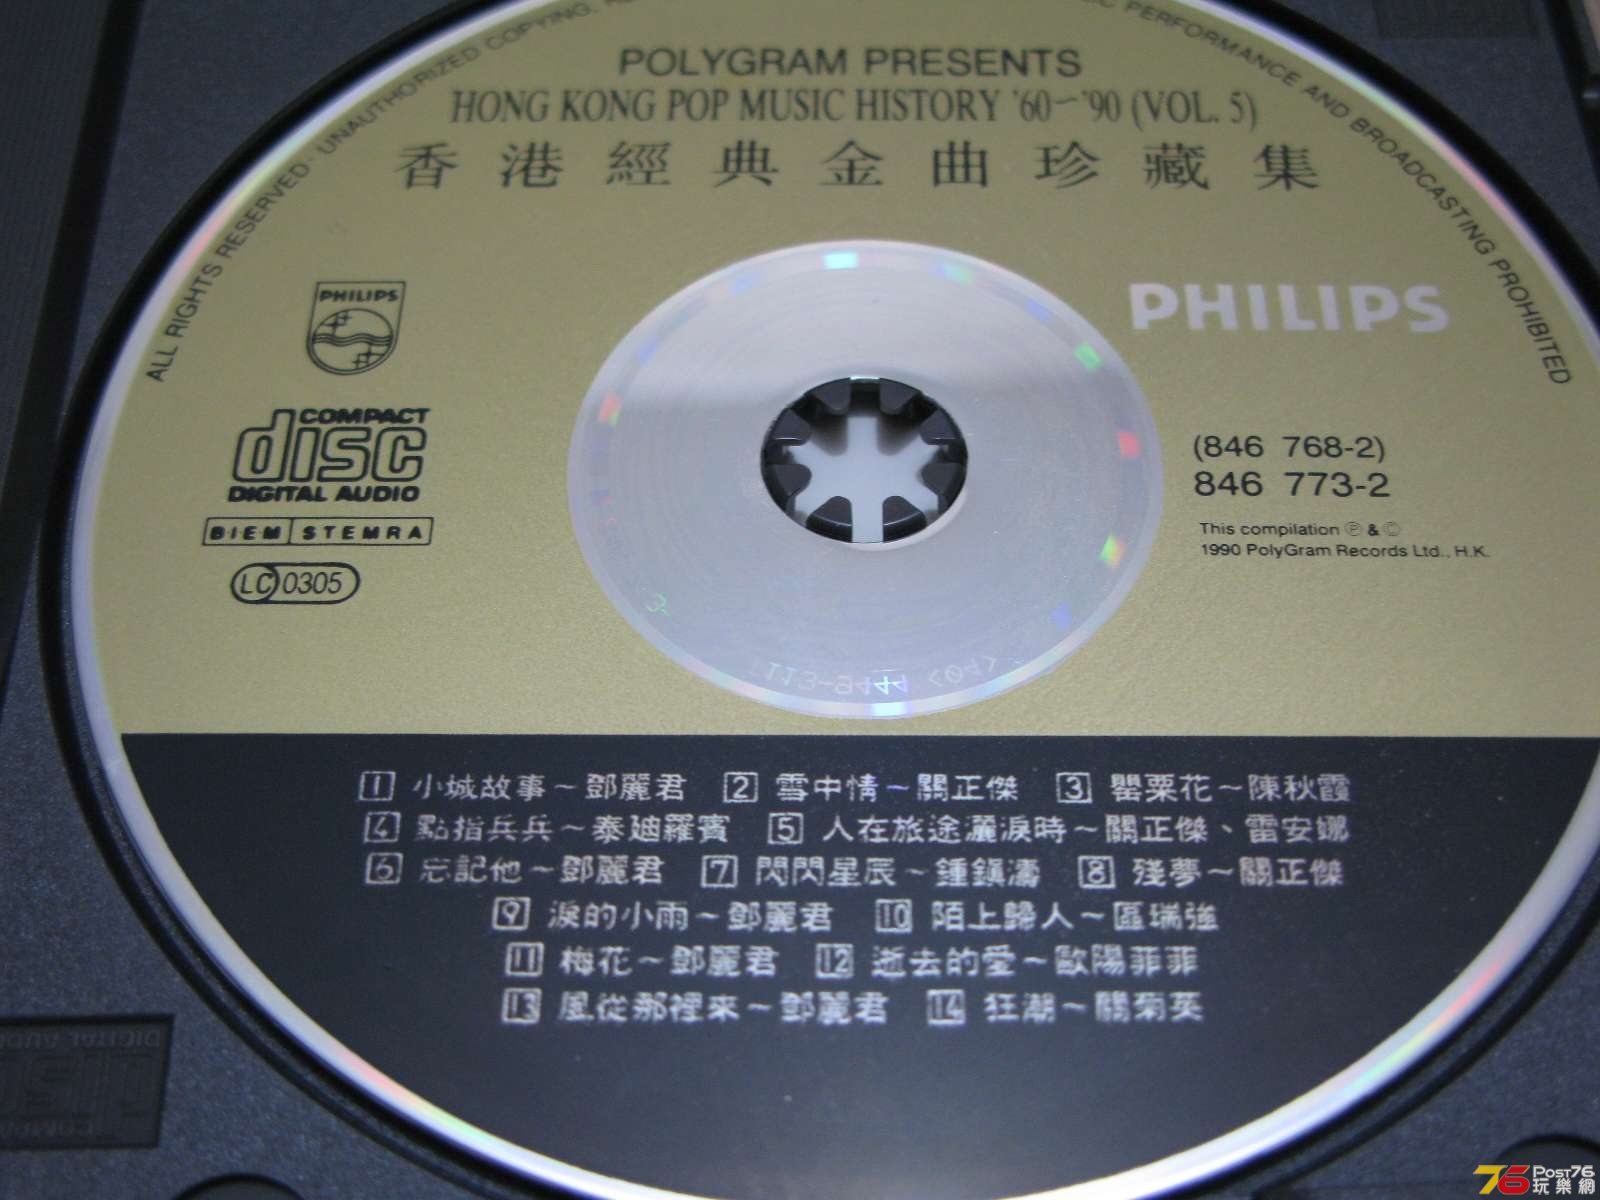 ALL RIGHTS RESERVED · UNAUTHORIZED COPYING, PERFORMANCE AND BROADCASTING PROHIBITED
POLYGRAM PRESENTS
HONG KONG POP MUSIC HISTORY '60－'90 (VOL. 5)
香港經典金曲珍藏集
PHILIPS
PHILIPS
COMPACT
disc
DIGITAL AUDIO
BIEM STEMRA
LC 0305
(846 768-2)
846 773-2
This compilation Ⓟ & Ⓒ
1990 PolyGram Records Ltd., H.K.
1 小城故事～鄧麗君 2 雪中情～關正傑 3 罌粟花～陳秋霞
4 點指兵兵～泰廸羅賓 5 人在旅途灑淚時～關正傑、雷安娜
6 忘記他～鄧麗君 7 閃閃星辰～鍾鎮濤 8 殘夢～關正傑
9 淚的小雨～鄧麗君 10 陌上歸人～區瑞強
11 梅花～鄧麗君 12 逝去的愛～歐陽菲菲
13 風從那裡來～鄧麗君 14 狂潮～關菊英
Post76
玩樂網